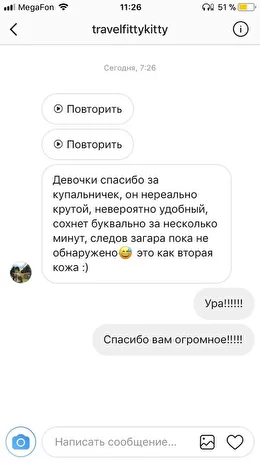 MegaFon
11:26
51 %
travelfittykitty
Сегодня, 7:26
Повторить
Повторить
Девочки спасибо за
купальничек, он нереально
крутой, невероятно удобный,
сохнет буквально за несколько
минут, следов загара пока не
обнаружено😅 это как вторая
кожа :)
Ура!!!!!!
Спасибо вам огромное!!!!!
Написать сообщение...